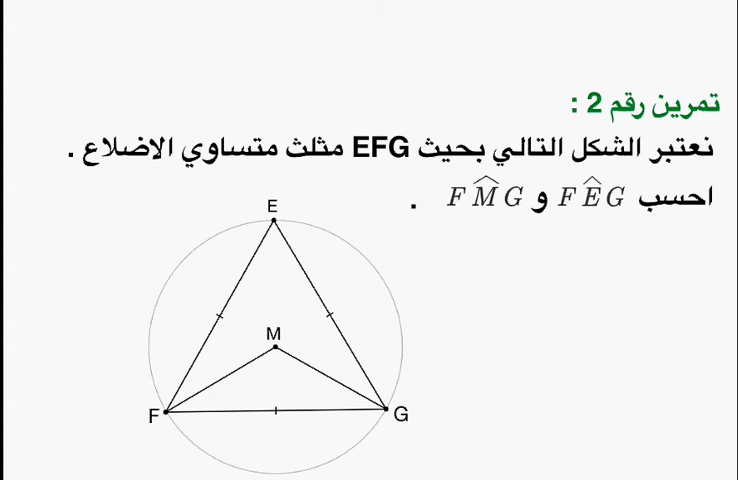 تمرين رقم 2 :
نعتبر الشكل التالي بحيث EFG مثلث متساوي الاضلاع .
احسب FÊG و FM̂G .
E
M
F
G